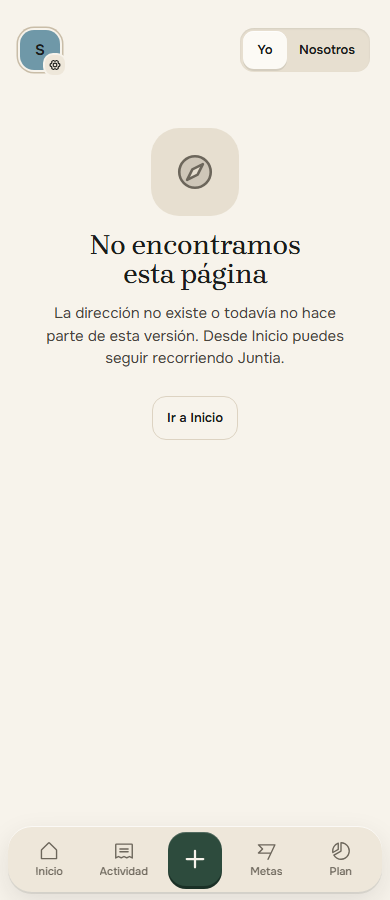 S
Yo
Nosotros
No encontramos
esta página
La dirección no existe o todavía no hace
parte de esta versión. Desde Inicio puedes
seguir recorriendo Juntia.
Ir a Inicio
Inicio
Actividad
Metas
Plan